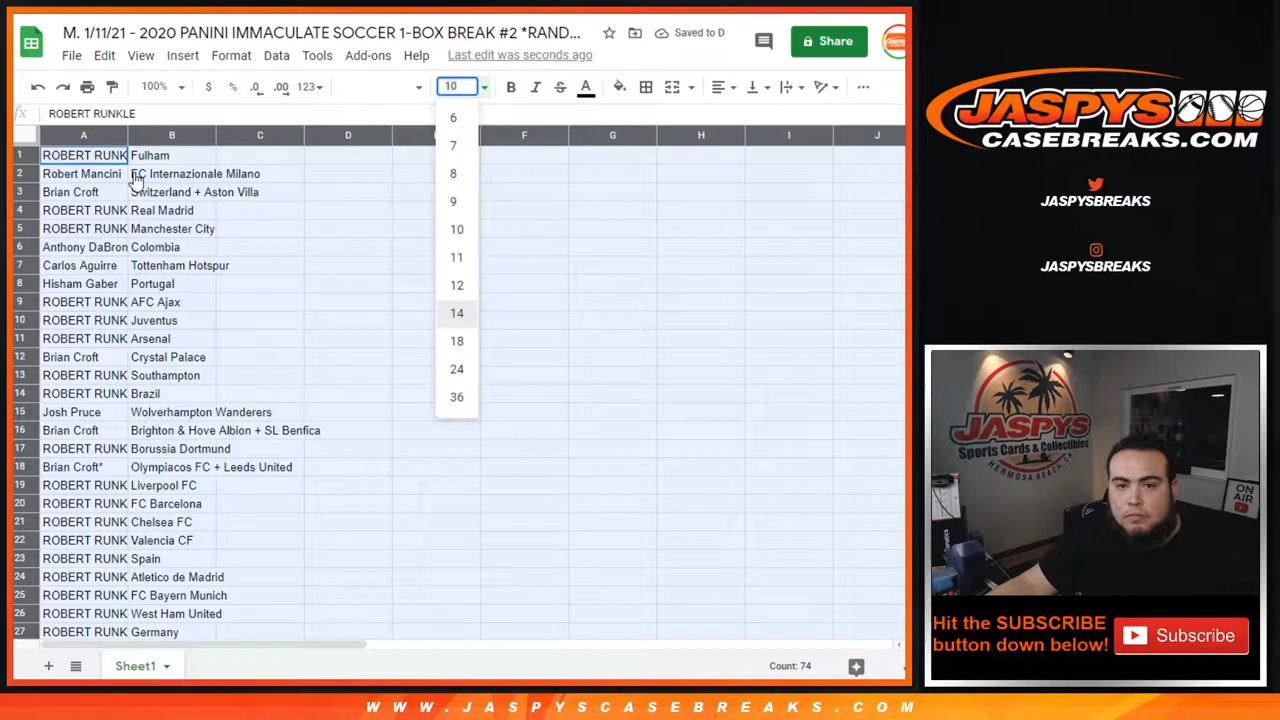 M. 1/11/21 - 2020 PANINI IMMACULATE SOCCER 1-BOX BREAK #2 *RAND...
Saved to D
Share
File Edit View Insert Format Data Tools Add-ons Help Last edit was seconds ago
100% $ % .0 .00 123 10 B I S A
fx ROBERT RUNKLE
A B C D F G H I J
1 ROBERT RUNK Fulham
2 Robert Mancini FC Internazionale Milano
3 Brian Croft Switzerland + Aston Villa
4 ROBERT RUNK Real Madrid
5 ROBERT RUNK Manchester City
6 Anthony DaBron Colombia
7 Carlos Aguirre Tottenham Hotspur
8 Hisham Gaber Portugal
9 ROBERT RUNK AFC Ajax
10 ROBERT RUNK Juventus
11 ROBERT RUNK Arsenal
12 Brian Croft Crystal Palace
13 ROBERT RUNK Southampton
14 ROBERT RUNK Brazil
15 Josh Pruce Wolverhampton Wanderers
16 Brian Croft Brighton & Hove Albion + SL Benfica
17 ROBERT RUNK Borussia Dortmund
18 Brian Croft* Olympiacos FC + Leeds United
19 ROBERT RUNK Liverpool FC
20 ROBERT RUNK FC Barcelona
21 ROBERT RUNK Chelsea FC
22 ROBERT RUNK Valencia CF
23 ROBERT RUNK Spain
24 ROBERT RUNK Atletico de Madrid
25 ROBERT RUNK FC Bayern Munich
26 ROBERT RUNK West Ham United
27 ROBERT RUNK Germany
6
7
8
9
10
11
12
14
18
24
36
Sheet1
Count: 74
JASPYS
CASEBREAKS.COM
JASPYSBREAKS
JASPYSBREAKS
JASPYS
Sports Cards & Collectibles
HERMOSA BEACH, CA
ON
AIR
Hit the SUBSCRIBE
button down below!
Subscribe
WWW.JASPYSCASEBREAKS.COM